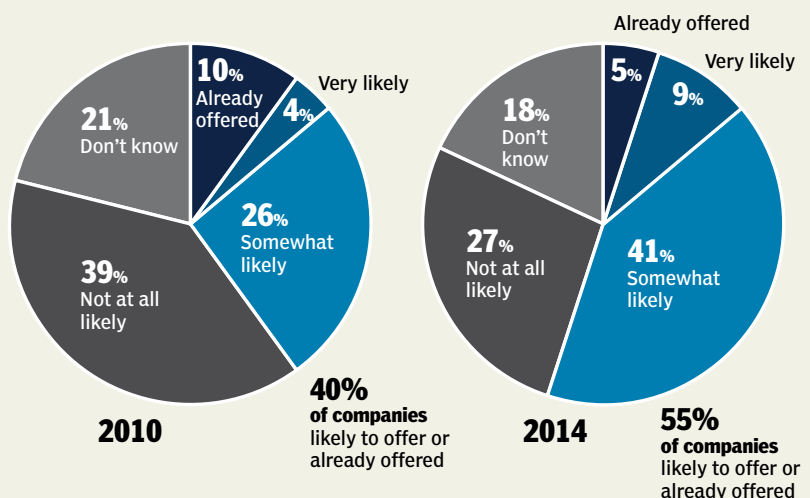 10%
Already
offered
Very likely
4%
26%
Somewhat
likely
39%
Not at all
likely
21%
Don't know
2010
40%
of companies
likely to offer or
already offered
Already offered
5%
Very likely
9%
41%
Somewhat
likely
27%
Not at all
likely
18%
Don't
know
2014
55%
of companies
likely to offer or
already offered